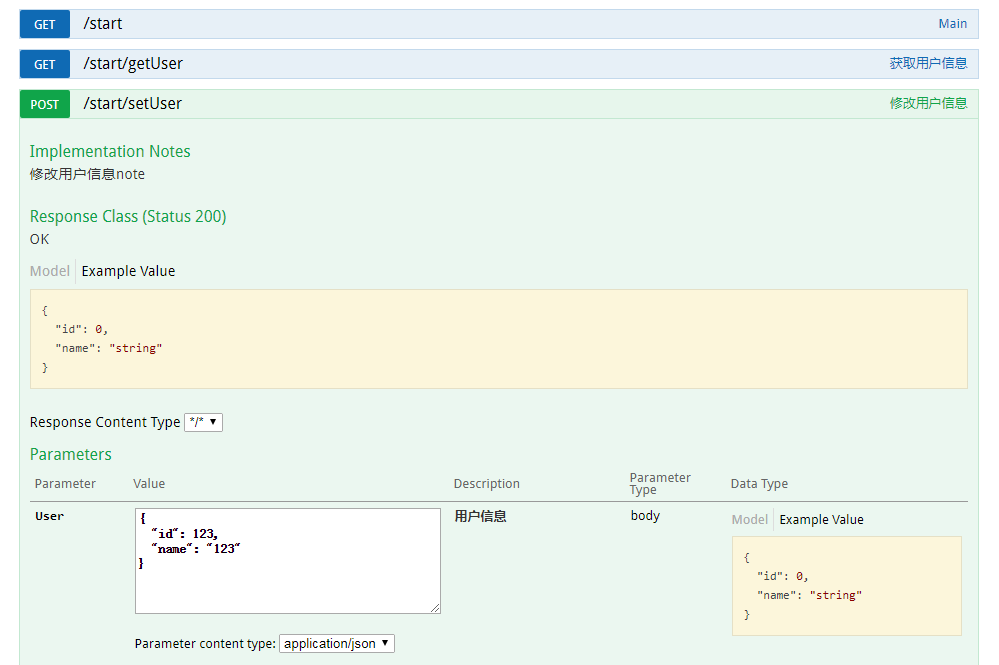 GET /start Main
GET /start/getUser 获取用户信息
POST /start/setUser 修改用户信息
Implementation Notes
修改用户信息note
Response Class (Status 200)
OK
Model Example Value
{
"id": 0,
"name": "string"
}
Response Content Type */*
Parameters
Parameter Value Description Parameter Type Data Type
User
{
"id": 123,
"name": "123"
}
用户信息 body
Model Example Value
{
"id": 0,
"name": "string"
}
Parameter content type: application/json